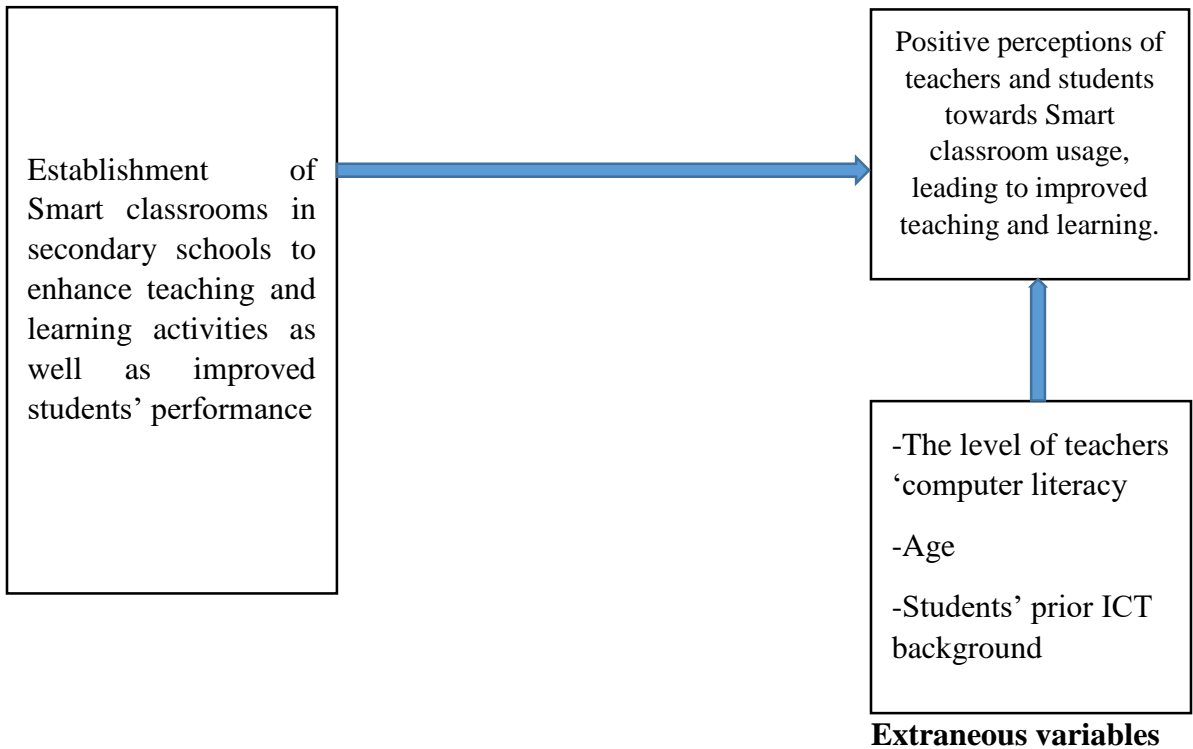 Establishment of
Smart classrooms in
secondary schools to
enhance teaching and
learning activities as
well as improved
students’ performance
Positive perceptions of
teachers and students
towards Smart
classroom usage,
leading to improved
teaching and learning.
-The level of teachers
‘computer literacy
-Age
-Students’ prior ICT
background
Extraneous variables